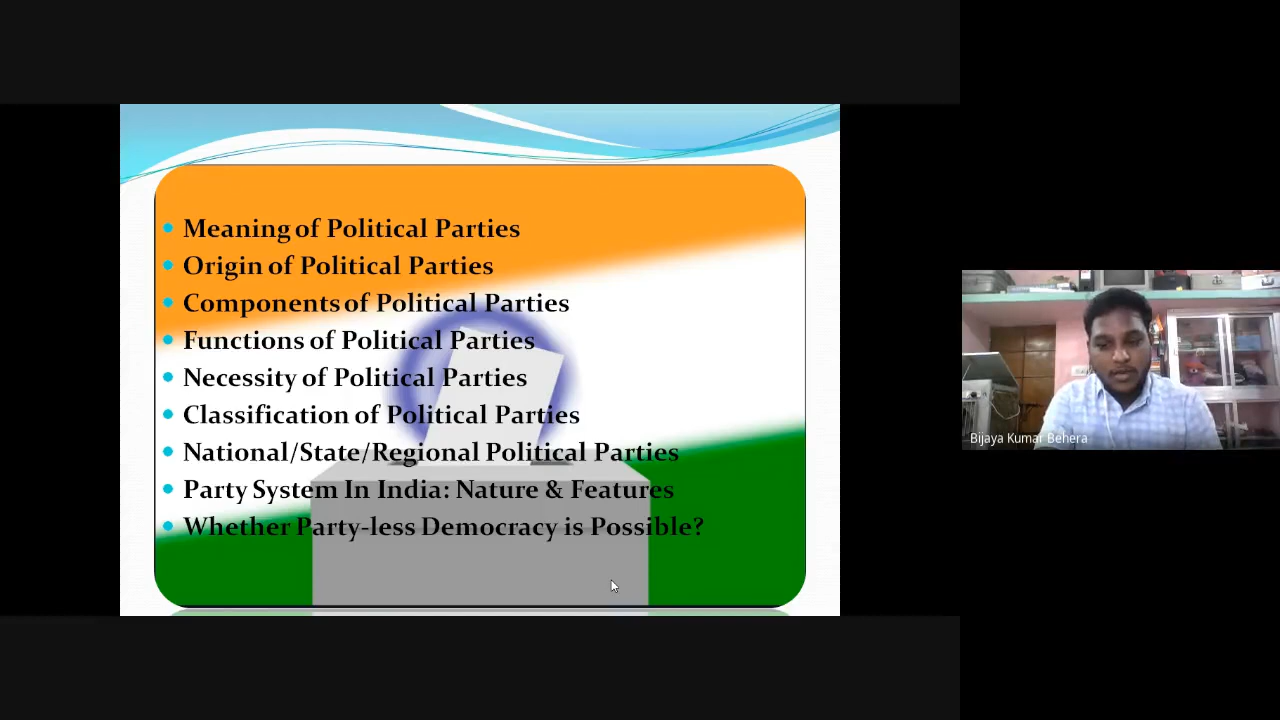 Meaning of Political Parties
Origin of Political Parties
Components of Political Parties
Functions of Political Parties
Necessity of Political Parties
Classification of Political Parties
National/State/Regional Political Parties
Party System In India: Nature & Features
Whether Party-less Democracy is Possible?
Bijaya Kumar Behera